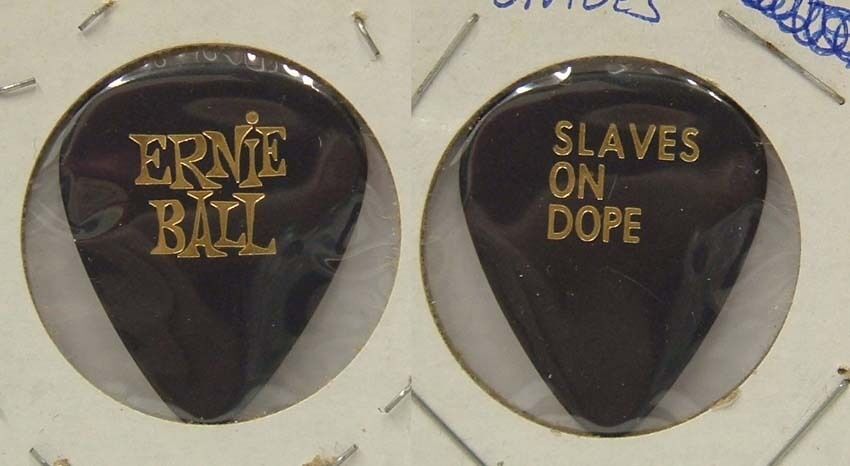 ERNiE
BALL
SLAVES
ON
DOPE